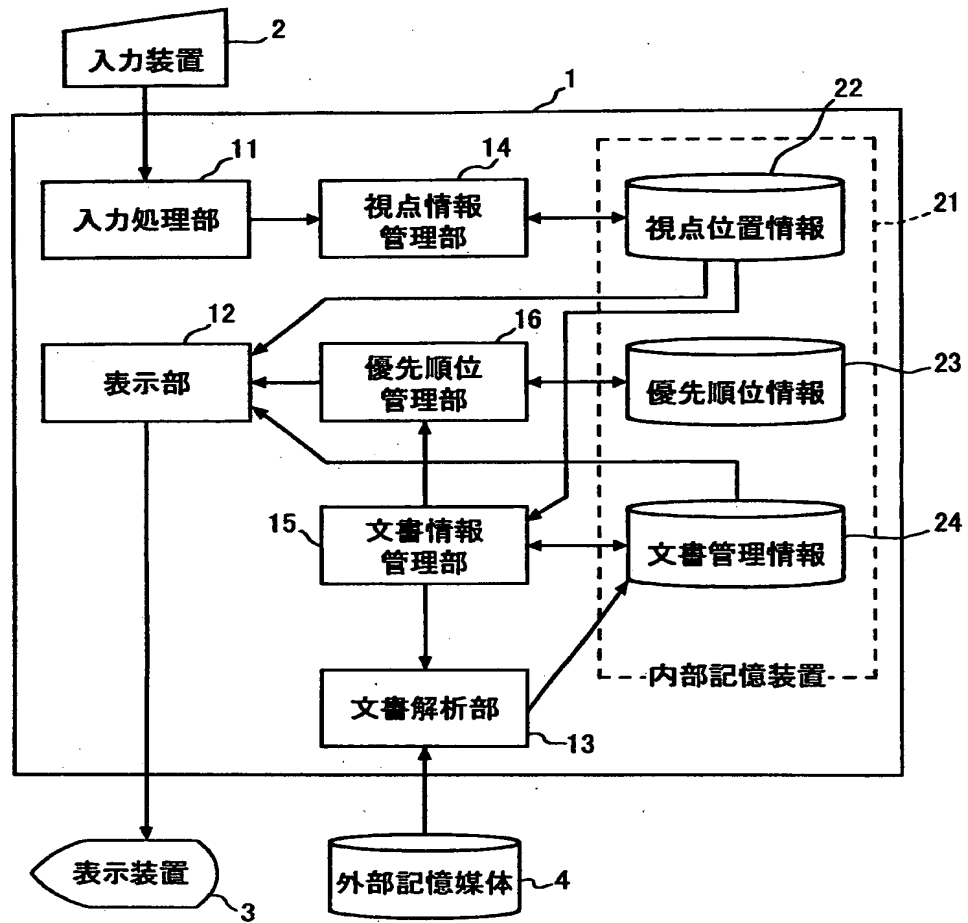 2
入力装置
1
22
11
14
21
入力処理部
視点情報
管理部
視点位置情報
12
16
23
表示部
優先順位
管理部
優先順位情報
15
文書情報
管理部
24
文書管理情報
内部記憶装置
文書解析部
13
表示装置
3
外部記憶媒体
4